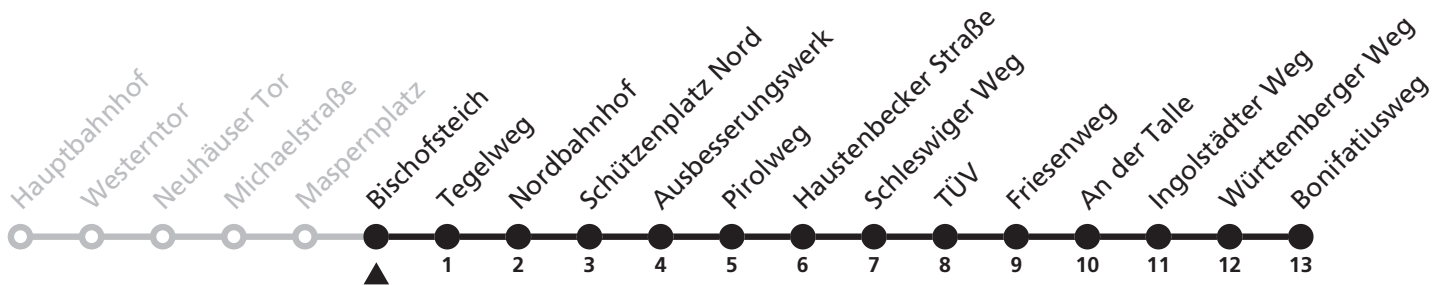 Hauptbahnhof
Westerntor
Neuhäuser Tor
Michaelstraße
Maspernplatz
Bischofsteich
Tegelweg
Nordbahnhof
Schützenplatz Nord
Ausbesserungswerk
Pirolweg
Haustenbecker Straße
Schleswiger Weg
TÜV
Friesenweg
An der Talle
Ingolstädter Weg
Württemberger Weg
Bonifatiusweg
1 2 3 4 5 6 7 8 9 10 11 12 13